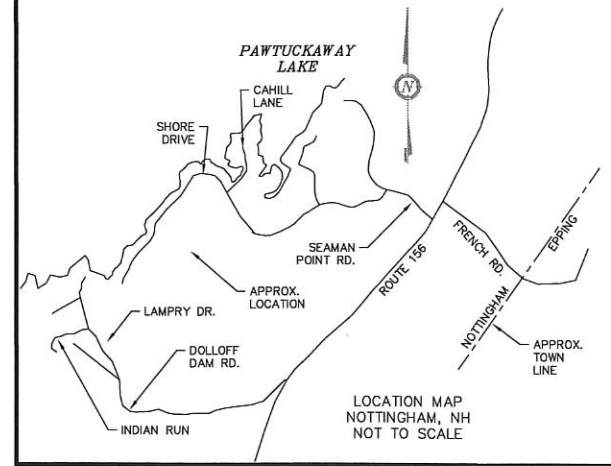 PAWTUCKAWAY
LAKE
CAHILL
LANE
SHORE
DRIVE
N
SEAMAN
POINT RD.
ROUTE 156
FRENCH RD.
EPPING
NOTTINGHAM
APPROX.
LOCATION
LAMPRY DR.
DOLLOFF
DAM RD.
APPROX.
TOWN
LINE
INDIAN RUN
LOCATION MAP
NOTTINGHAM, NH
NOT TO SCALE